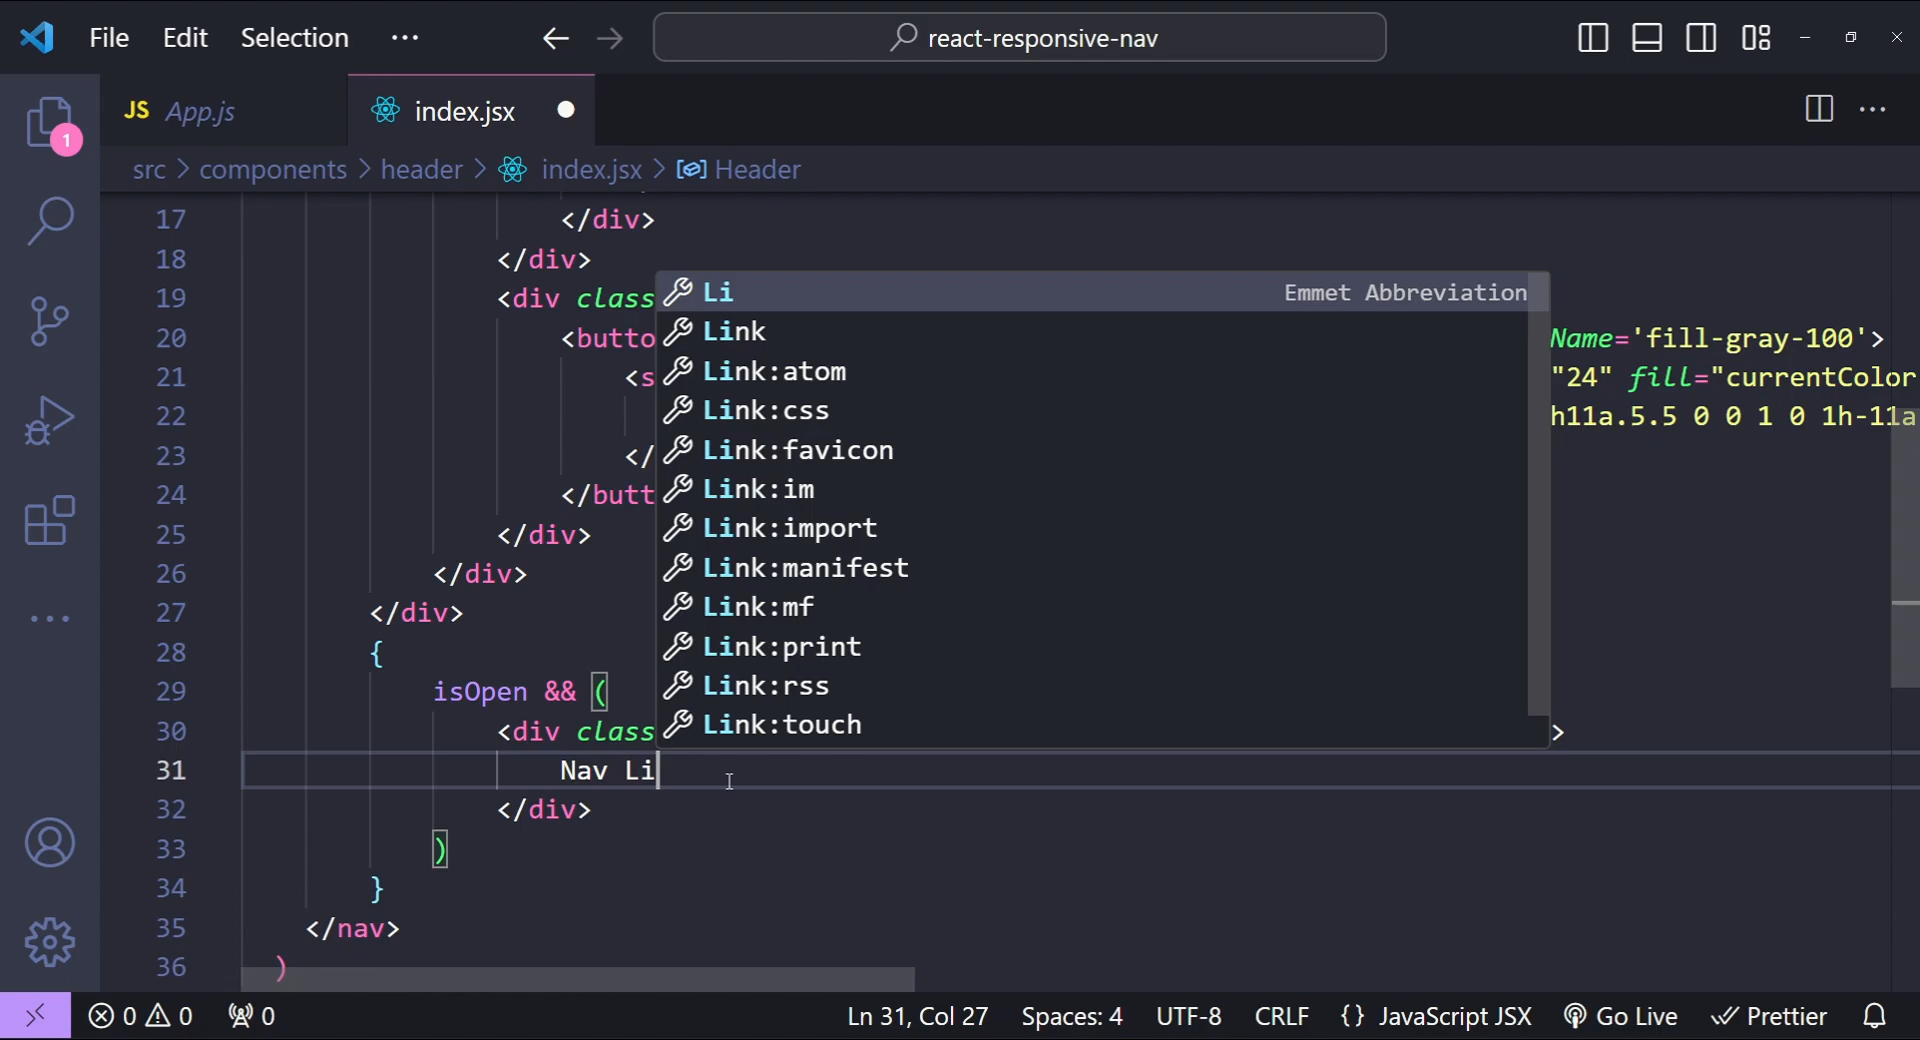 File Edit Selection ··· react-responsive-nav
JS App.js index.jsx
1
src > components > header > index.jsx > Header
17 </div>
18 </div>
19 <div class
20 <butto Name='fill-gray-100'>
21 <s "24" fill="currentColor
22 h11a.5.5 0 0 1 0 1h-11a
23 </
24 </butt
25 </div>
26 </div>
27 </div>
28 {
29 isOpen && (
30 <div class >
31 Nav Li
32 </div>
33 )
34 }
35 </nav>
36 )
Li Emmet Abbreviation
Link
Link:atom
Link:css
Link:favicon
Link:im
Link:import
Link:manifest
Link:mf
Link:print
Link:rss
Link:touch
0 0 0 Ln 31, Col 27 Spaces: 4 UTF-8 CRLF {} JavaScript JSX Go Live Prettier